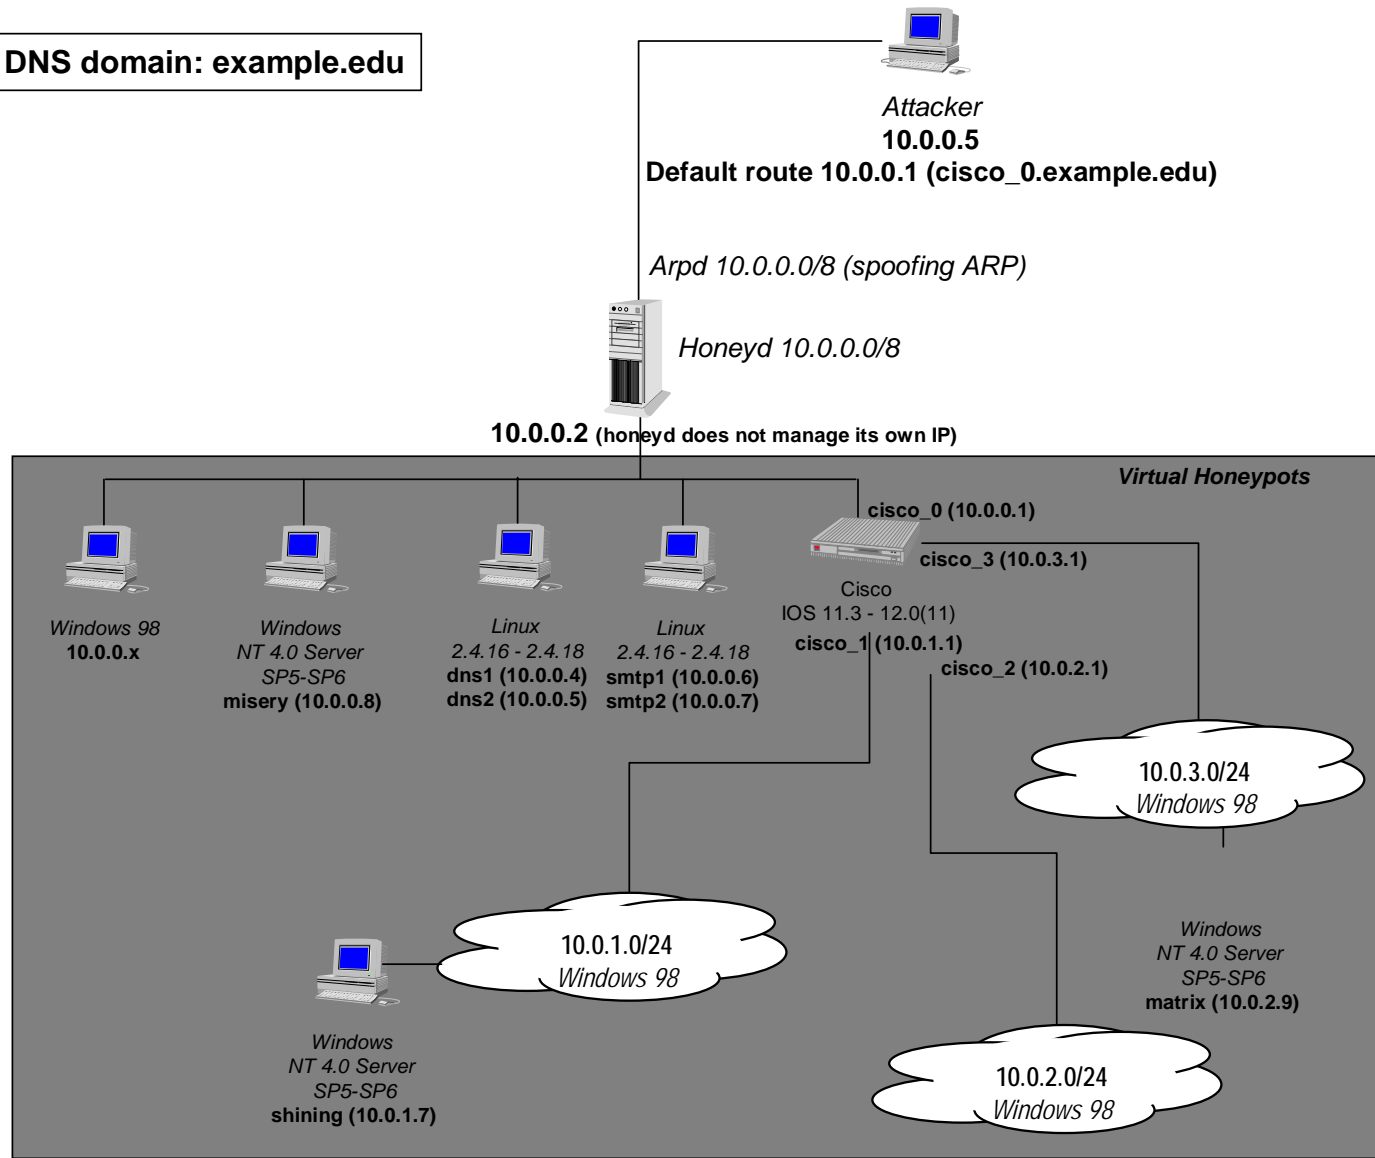 DNS domain: example.edu
Attacker
10.0.0.5
Default route 10.0.0.1 (cisco_0.example.edu)
Arpd 10.0.0.0/8 (spoofing ARP)
Honeyd 10.0.0.0/8
10.0.0.2 (honeyd does not manage its own IP)
Virtual Honeypots
cisco_0 (10.0.0.1)
cisco_3 (10.0.3.1)
Cisco
IOS 11.3 - 12.0(11)
cisco_1 (10.0.1.1)
cisco_2 (10.0.2.1)
Windows 98
10.0.0.x
Windows
NT 4.0 Server
SP5-SP6
misery (10.0.0.8)
Linux
2.4.16 - 2.4.18
dns1 (10.0.0.4)
dns2 (10.0.0.5)
Linux
2.4.16 - 2.4.18
smtp1 (10.0.0.6)
smtp2 (10.0.0.7)
10.0.3.0/24
Windows 98
10.0.1.0/24
Windows 98
Windows
NT 4.0 Server
SP5-SP6
matrix (10.0.2.9)
Windows
NT 4.0 Server
SP5-SP6
shining (10.0.1.7)
10.0.2.0/24
Windows 98